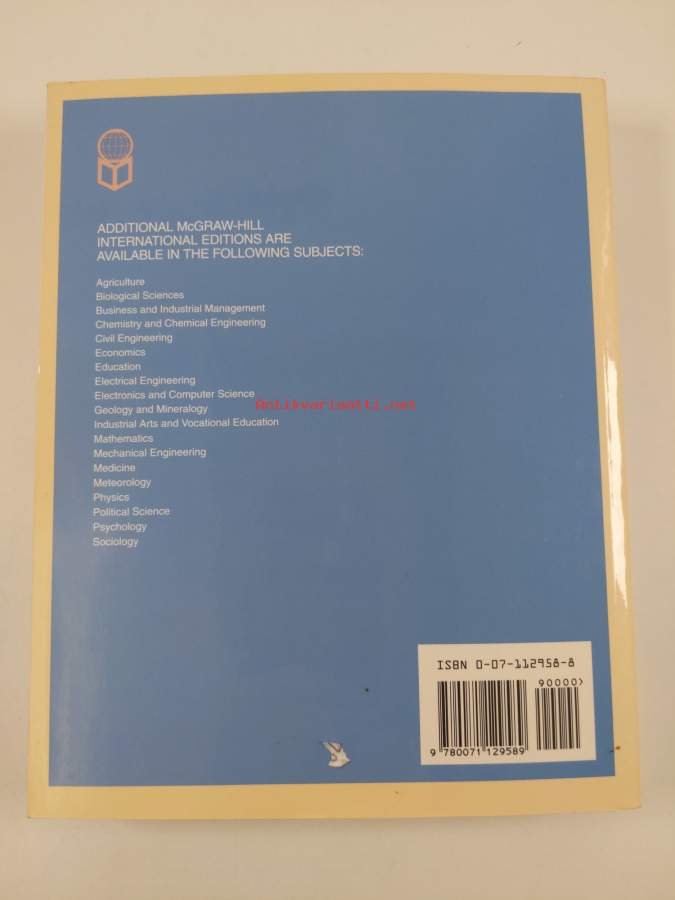 ADDITIONAL McGRAW-HILL
INTERNATIONAL EDITIONS ARE
AVAILABLE IN THE FOLLOWING SUBJECTS:
Agriculture
Biological Sciences
Business and Industrial Management
Chemistry and Chemical Engineering
Civil Engineering
Economics
Education
Electrical Engineering
Electronics and Computer Science
Antikvariaatti.net
Geology and Mineralogy
Industrial Arts and Vocational Education
Mathematics
Mechanical Engineering
Medicine
Meteorology
Physics
Political Science
Psychology
Sociology
ISBN 0-07-112958-8
90000>
9 780071 129589